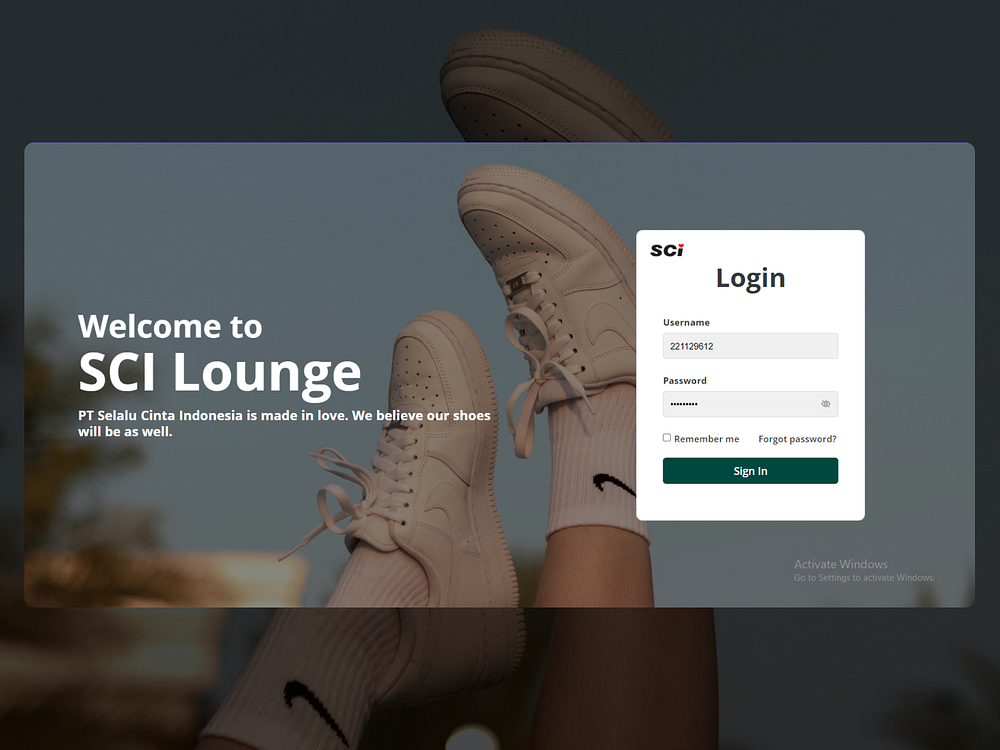 SCi
Login
Welcome to
SCI Lounge
PT Selalu Cinta Indonesia is made in love. We believe our shoes
will be as well.
Username
221129612
Password
•••••••••
Remember me Forgot password?
Sign In
Activate Windows
Go to Settings to activate Windows.